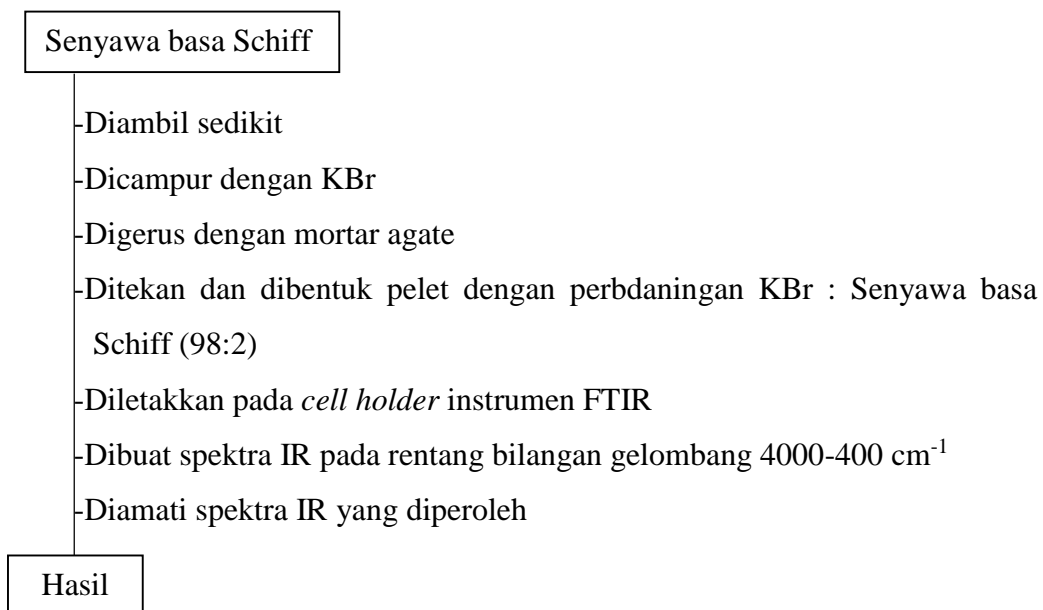 Senyawa basa Schiff
-Diambil sedikit
-Dicampur dengan KBr
-Digerus dengan mortar agate
-Ditekan dan dibentuk pelet dengan perbdaningan KBr : Senyawa basa
Schiff (98:2)
-Diletakkan pada cell holder instrumen FTIR
-Dibuat spektra IR pada rentang bilangan gelombang 4000-400 cm⁻¹
-Diamati spektra IR yang diperoleh
Hasil